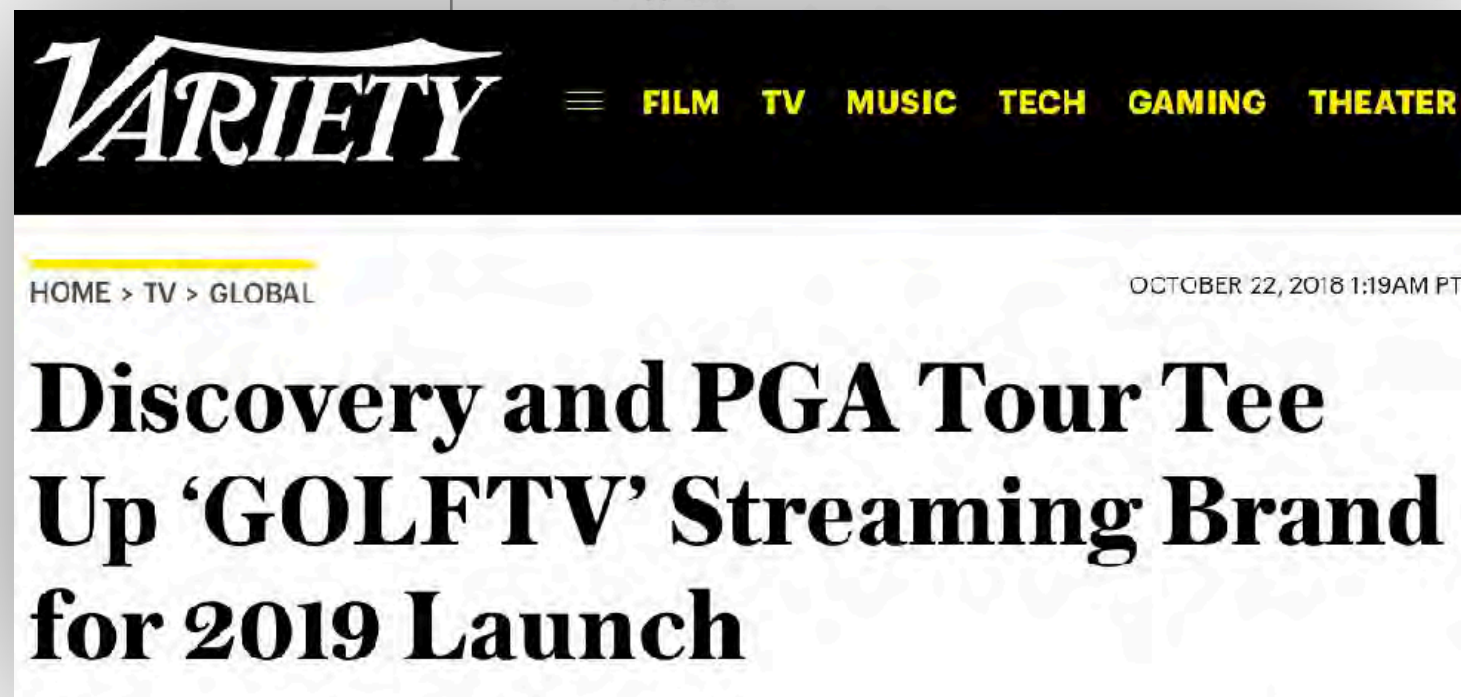 VARIETY
FILM TV MUSIC TECH GAMING THEATER
HOME > TV > GLOBAL
OCTOBER 22, 2018 1:19AM PT
Discovery and PGA Tour Tee
Up ‘GOLFTV’ Streaming Brand
for 2019 Launch